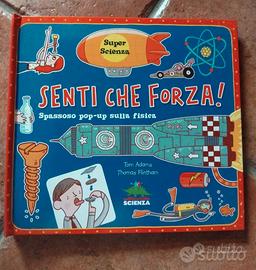 Super
Scienza
SENTI CHE FORZA!
Spassoso pop-up sulla fisica
Tom Adams
Thomas Flintham
SCIENZA
subito